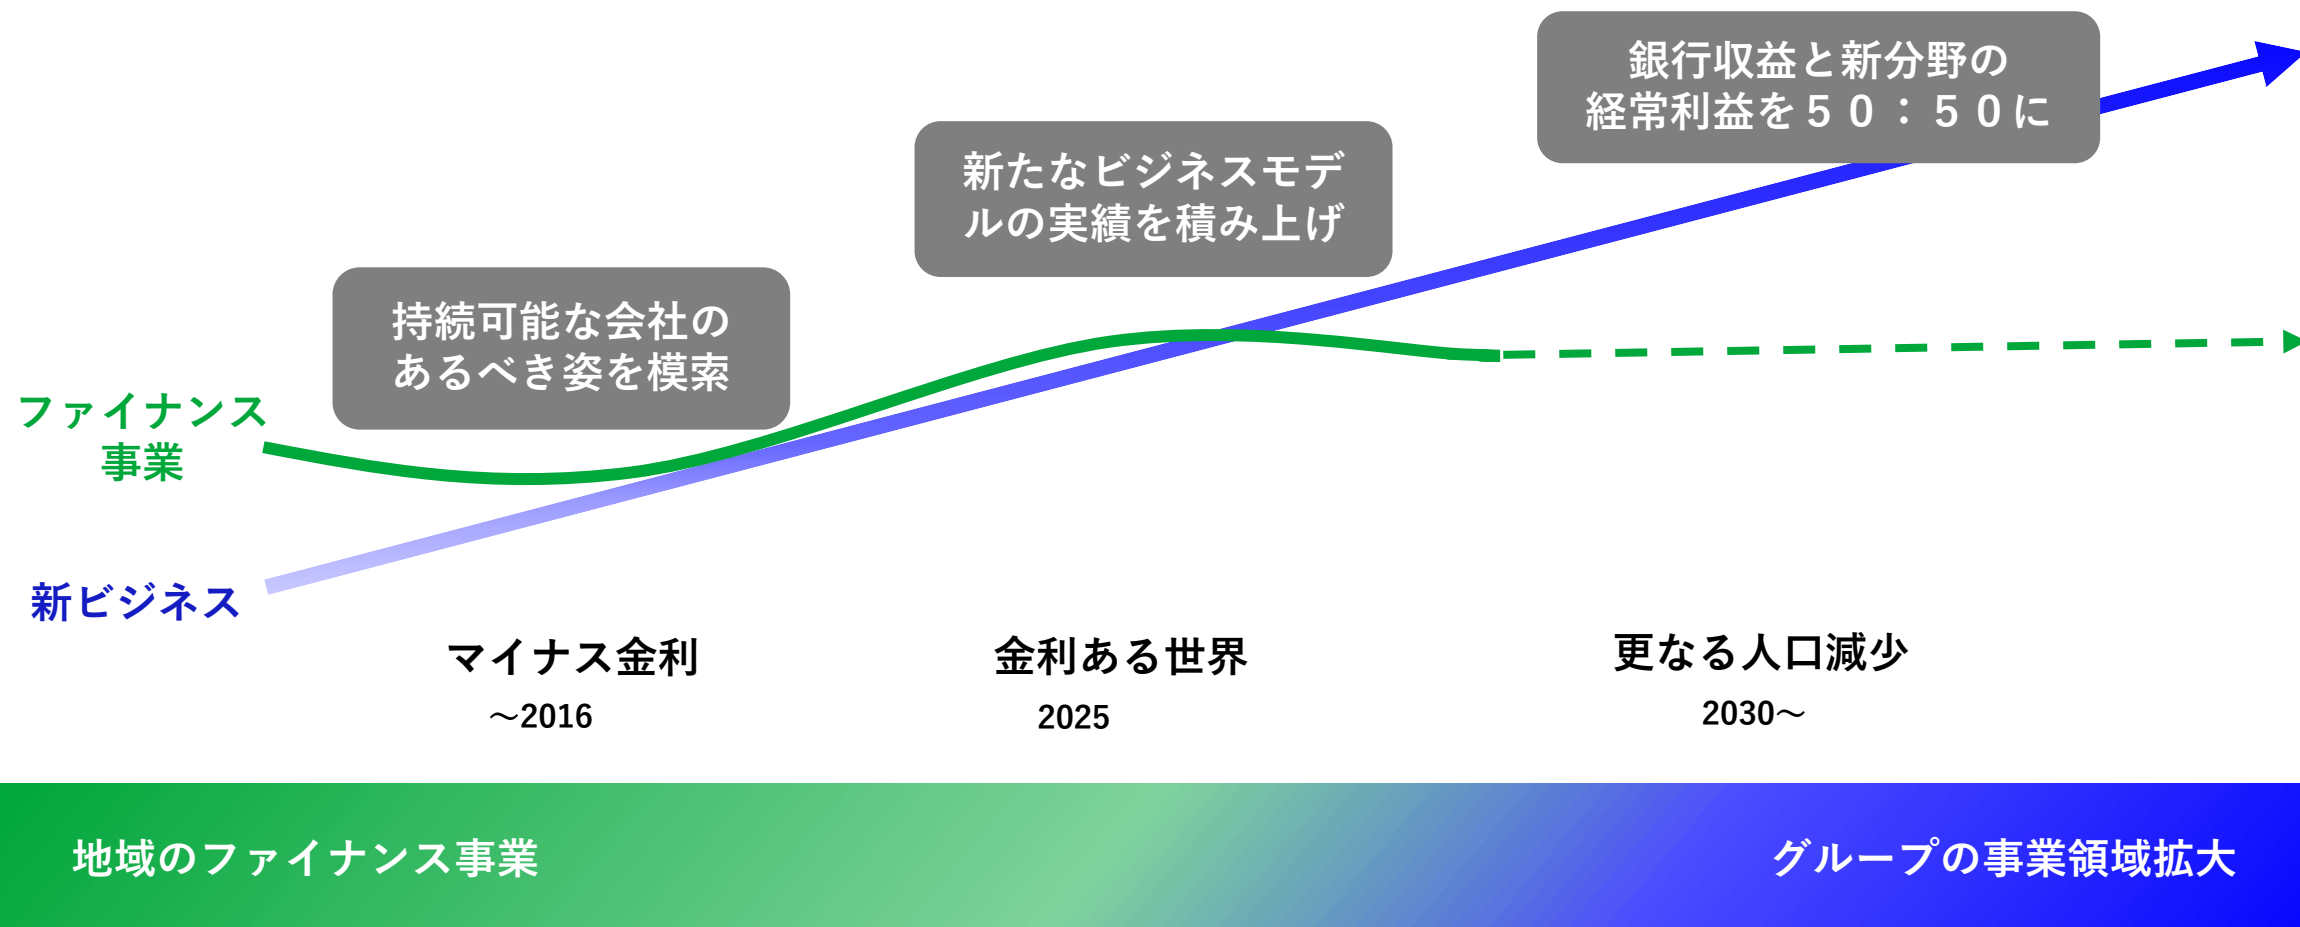 銀行収益と新分野の
経常利益を５０：５０に
新たなビジネスモデ
ルの実績を積み上げ
持続可能な会社の
あるべき姿を模索
ファイナンス
事業
新ビジネス
マイナス金利
～2016
金利ある世界
2025
更なる人口減少
2030～
地域のファイナンス事業
グループの事業領域拡大